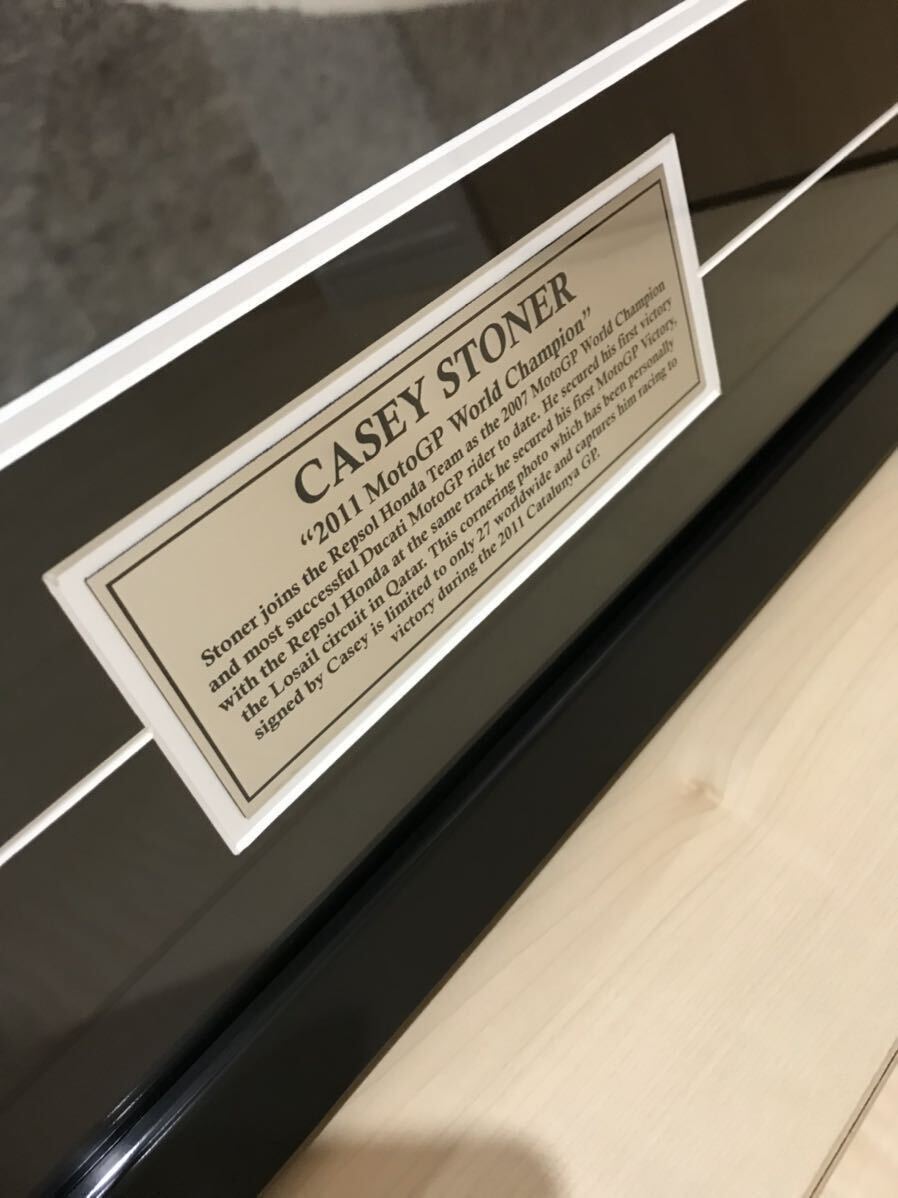 CASEY STONER
“2011 MotoGP World Champion”
Stoner joins the Repsol Honda Team as the 2007 MotoGP World Champion
and most successful Ducati MotoGP rider to date. He secured his first victory
with the Repsol Honda at the same track he secured his first MotoGP Victory,
the Losail circuit in Qatar. This cornering photo which has been personally
signed by Casey is limited to only 27 worldwide and captures him racing to
victory during the 2011 Catalunya GP.